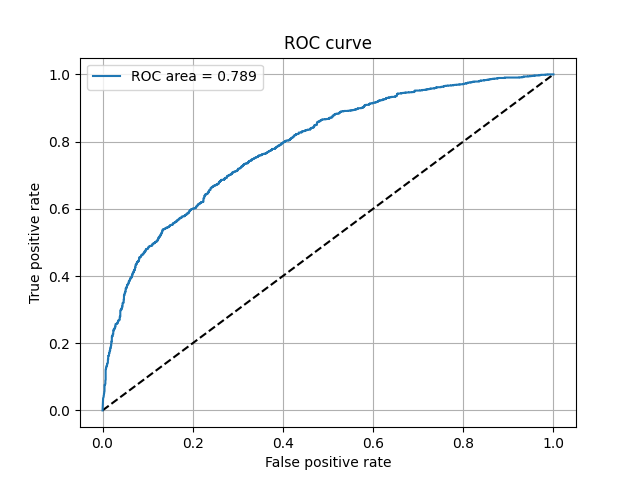 ROC curve
ROC area = 0.789
True positive rate
1.0
0.8
0.6
0.4
0.2
0.0
0.0 0.2 0.4 0.6 0.8 1.0
False positive rate